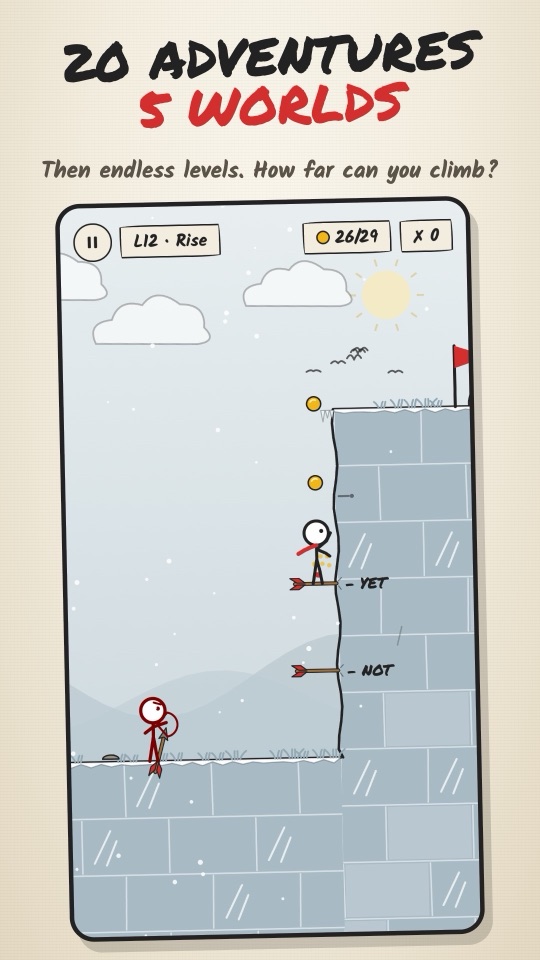 20 ADVENTURES
5 WORLDS
Then endless levels. How far can you climb?
L12 · Rise
26/29
X 0
– YET
– NOT